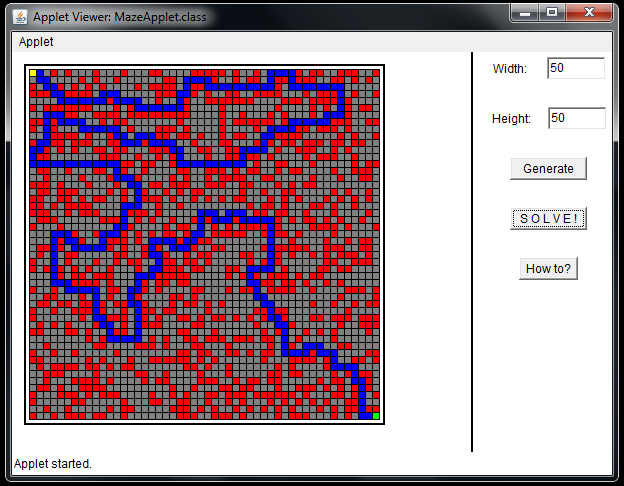 Applet Viewer: MazeApplet.class
Applet
Width: 50
Height: 50
Generate
S O L V E !
How to?
Applet started.